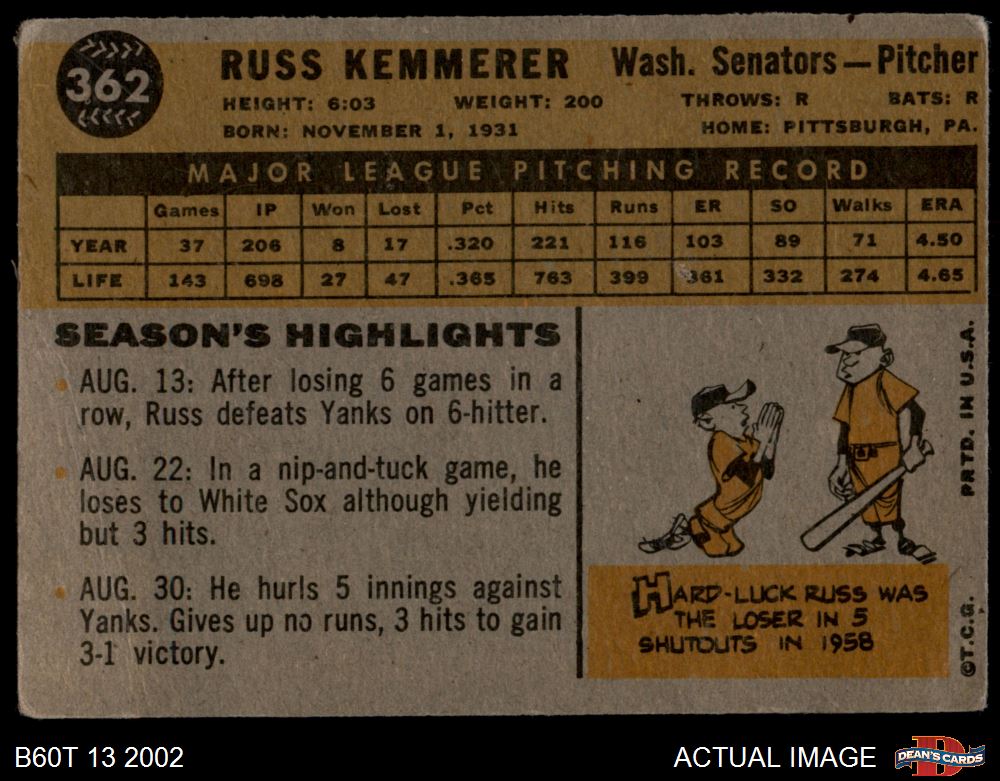 362
RUSS KEMMERER Wash. Senators — Pitcher
HEIGHT: 6:03 WEIGHT: 200 THROWS: R BATS: R
BORN: NOVEMBER 1, 1931 HOME: PITTSBURGH, PA.
MAJOR LEAGUE PITCHING RECORD
Games IP Won Lost Pct Hits Runs ER SO Walks ERA
YEAR 37 206 8 17 .320 221 116 103 89 71 4.50
LIFE 143 698 27 47 .365 763 399 361 332 274 4.65
SEASON'S HIGHLIGHTS
AUG. 13: After losing 6 games in a
row, Russ defeats Yanks on 6-hitter.
AUG. 22: In a nip-and-tuck game, he
loses to White Sox although yielding
but 3 hits.
AUG. 30: He hurls 5 innings against
Yanks. Gives up no runs, 3 hits to gain
3-1 victory.
HARD-LUCK RUSS WAS
THE LOSER IN 5
SHUTOUTS IN 1958
©T.C.G. PRTD. IN U.S.A.
B60T 13 2002 ACTUAL IMAGE
D
DEAN'S CARDS